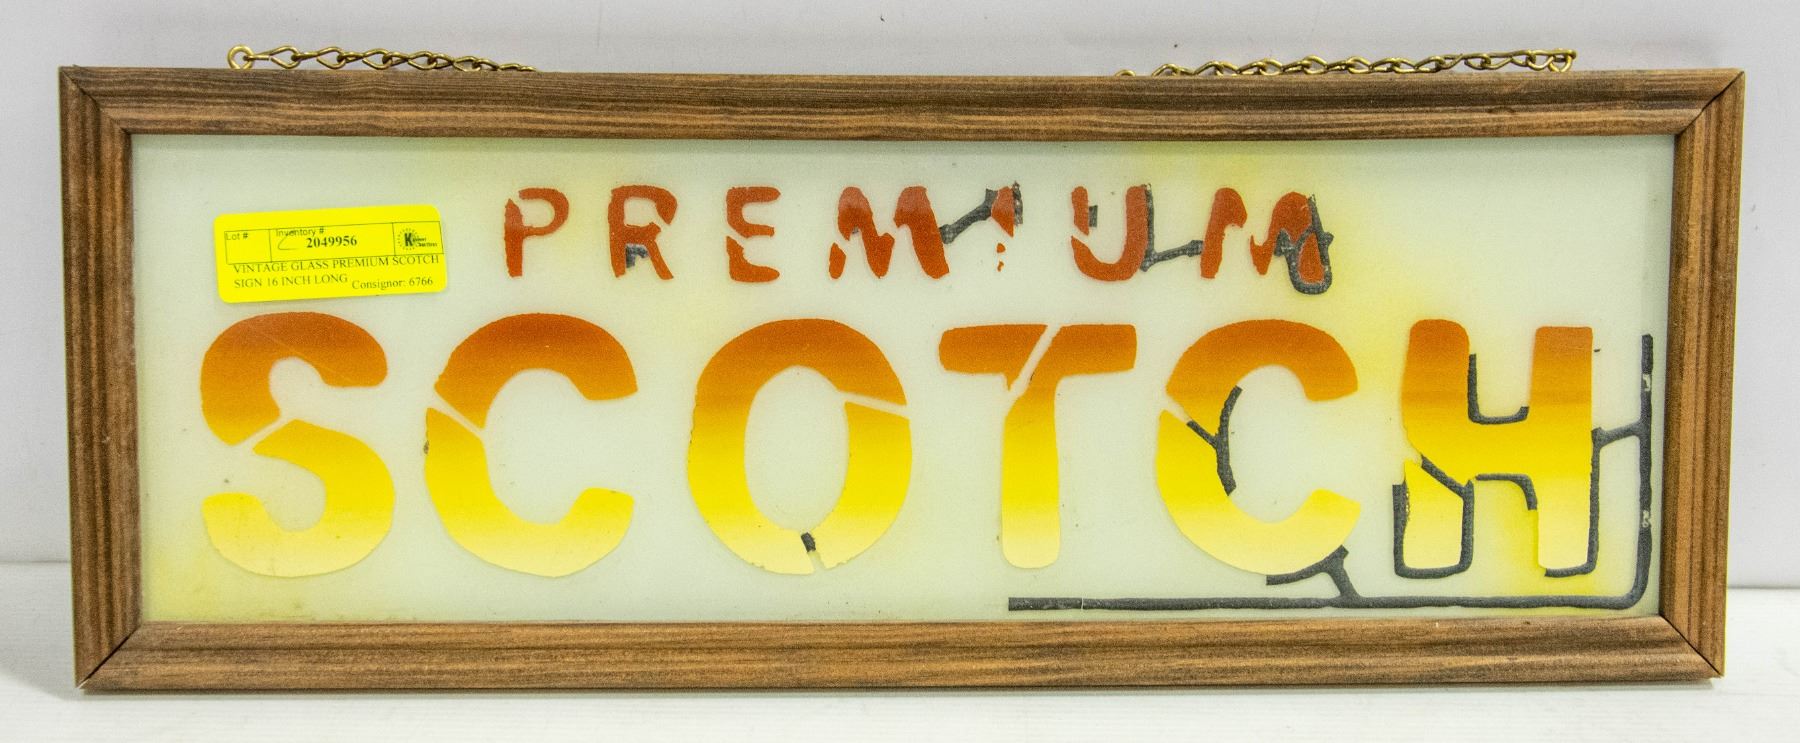 PREMIUM
Lot # Inventory # 2049956
VINTAGE GLASS PREMIUM SCOTCH
SIGN 16 INCH LONG Consignor: 6766
SCOTCH